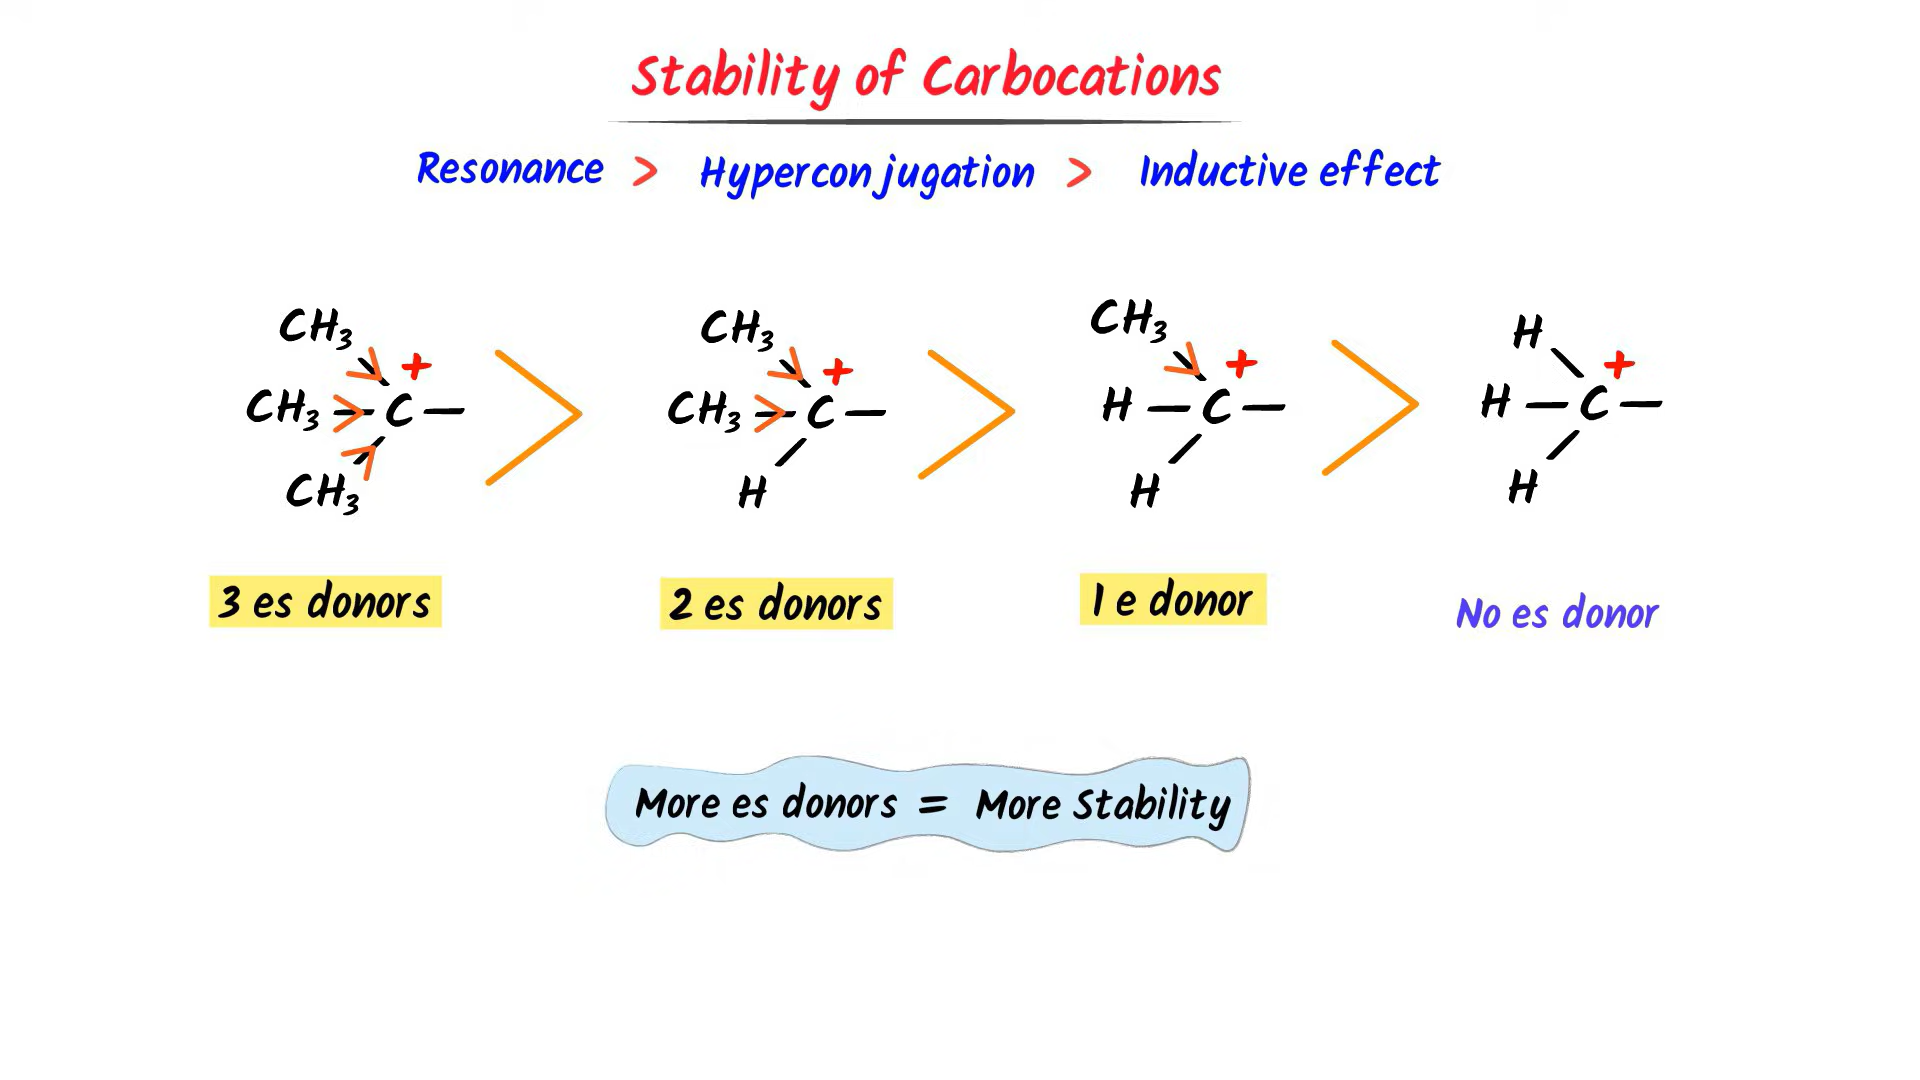 Stability of Carbocations
Resonance > Hyperconjugation > Inductive effect
CH₃ CH₃ CH₃ H
+ + + +
CH₃ — C — CH₃ — C — H — C — H — C —
CH₃ H H H
3 es donors 2 es donors 1 e donor No es donor
More es donors = More Stability